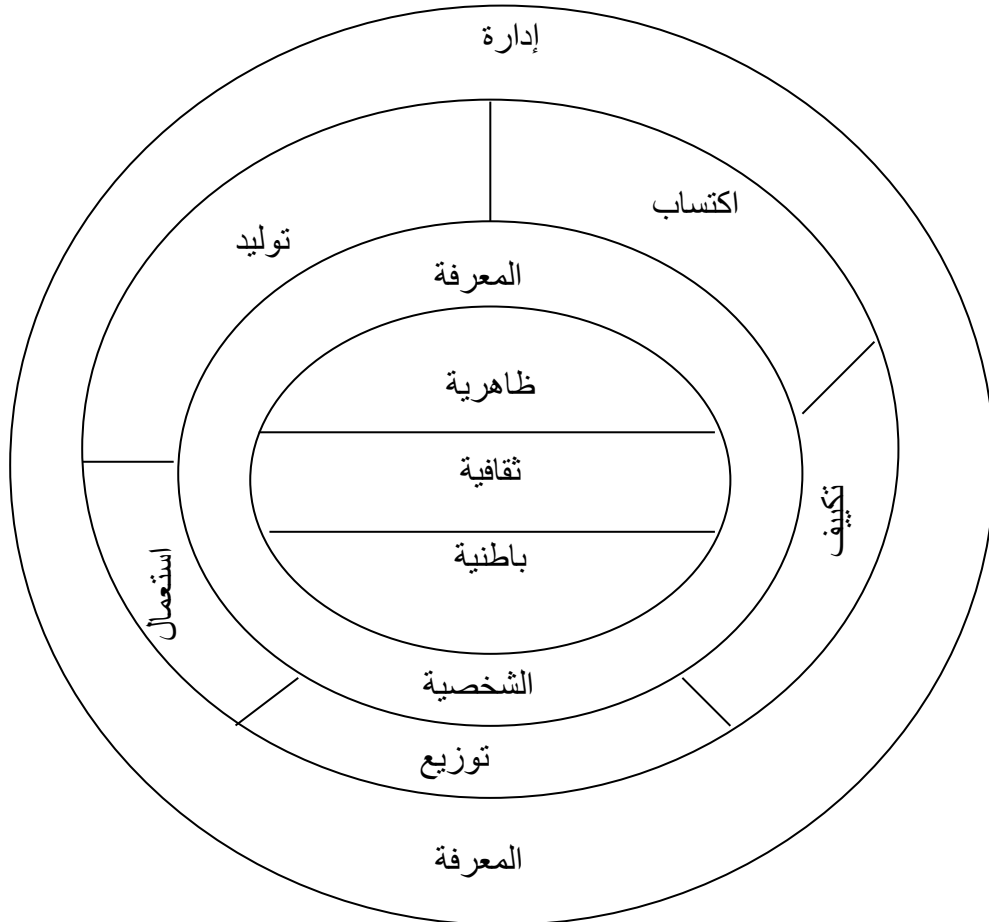 إدارة
اكتساب
توليد
المعرفة
ظاهرية
ثقافية
باطنية
تكييف
استعمال
الشخصية
توزيع
المعرفة